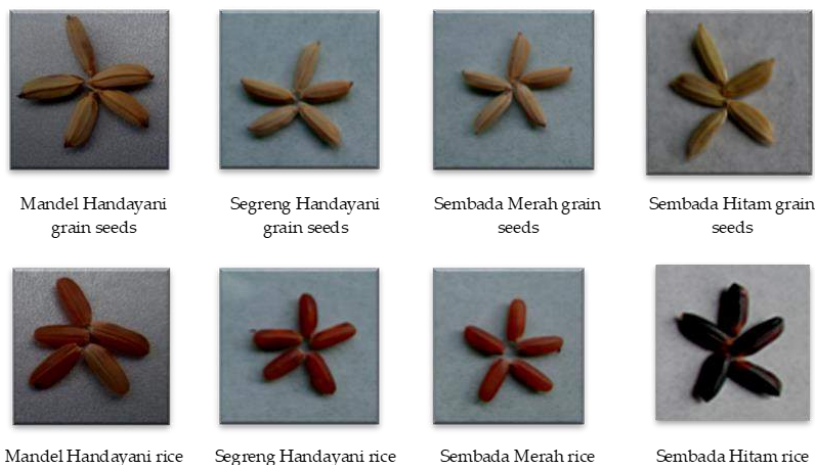 Mandel Handayani
grain seeds
Segreng Handayani
grain seeds
Sembada Merah grain
seeds
Sembada Hitam grain
seeds
Mandel Handayani rice
Segreng Handayani rice
Sembada Merah rice
Sembada Hitam rice